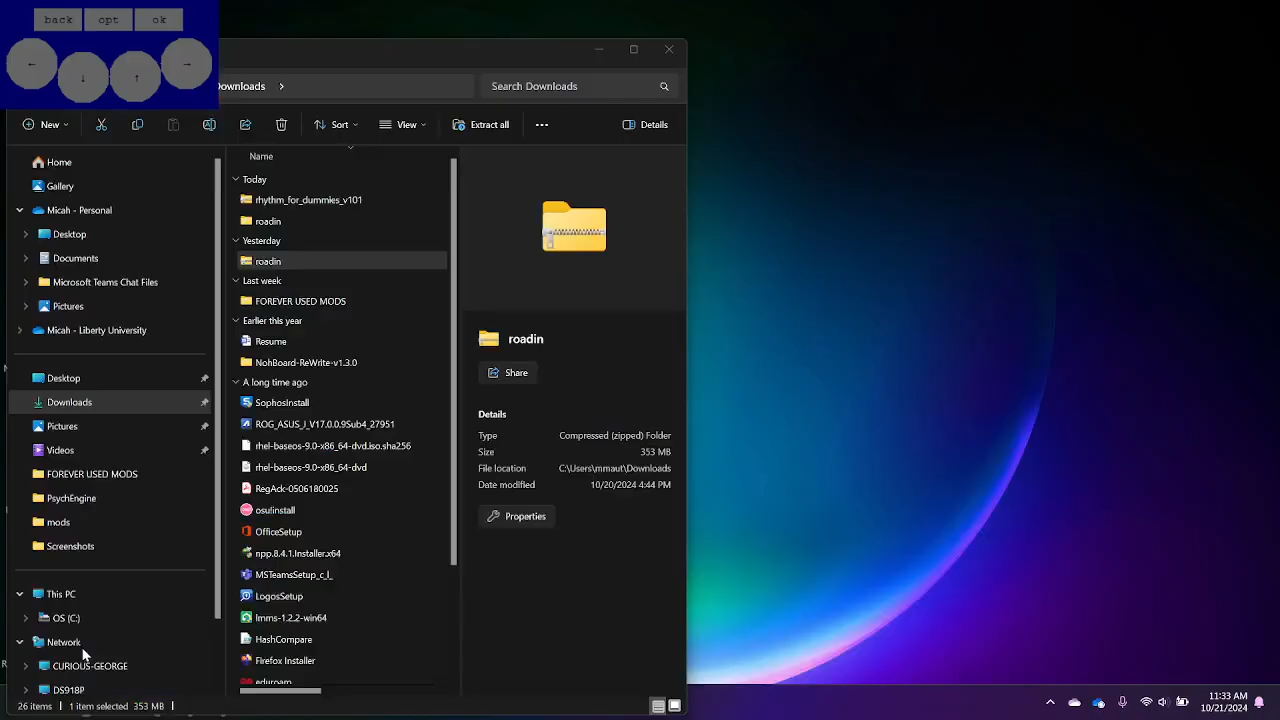 back opt ok
← ↓ ↑ →
ownloads
Search Downloads
New
Sort
View
Extract all
Details
Home
Gallery
Micah - Personal
Desktop
Documents
Microsoft Teams Chat Files
Pictures
Micah - Liberty University
Desktop
Downloads
Pictures
Videos
FOREVER USED MODS
PsychEngine
mods
Screenshots
This PC
OS (C:)
Network
CURIOUS-GEORGE
DS918P
Name
Today
rhythm_for_dummies_v101
roadin
Yesterday
roadin
Last week
FOREVER USED MODS
Earlier this year
Resume
NohBoard-ReWrite-v1.3.0
A long time ago
SophosInstall
ROG_ASUS_J_V17.0.0.9Sub4_27951
rhel-baseos-9.0-x86_64-dvd.iso.sha256
rhel-baseos-9.0-x86_64-dvd
RegAck-0506180025
osu!install
OfficeSetup
npp.8.4.1.Installer.x64
MSTeamsSetup_c_l_
LogosSetup
lmms-1.2.2-win64
HashCompare
Firefox Installer
eduroam
roadin
Share
Details
Type Compressed (zipped) Folder
Size 353 MB
File location C:\Users\mmaut\Downloads
Date modified 10/20/2024 4:44 PM
Properties
26 items 1 item selected 353 MB
11:33 AM
10/21/2024